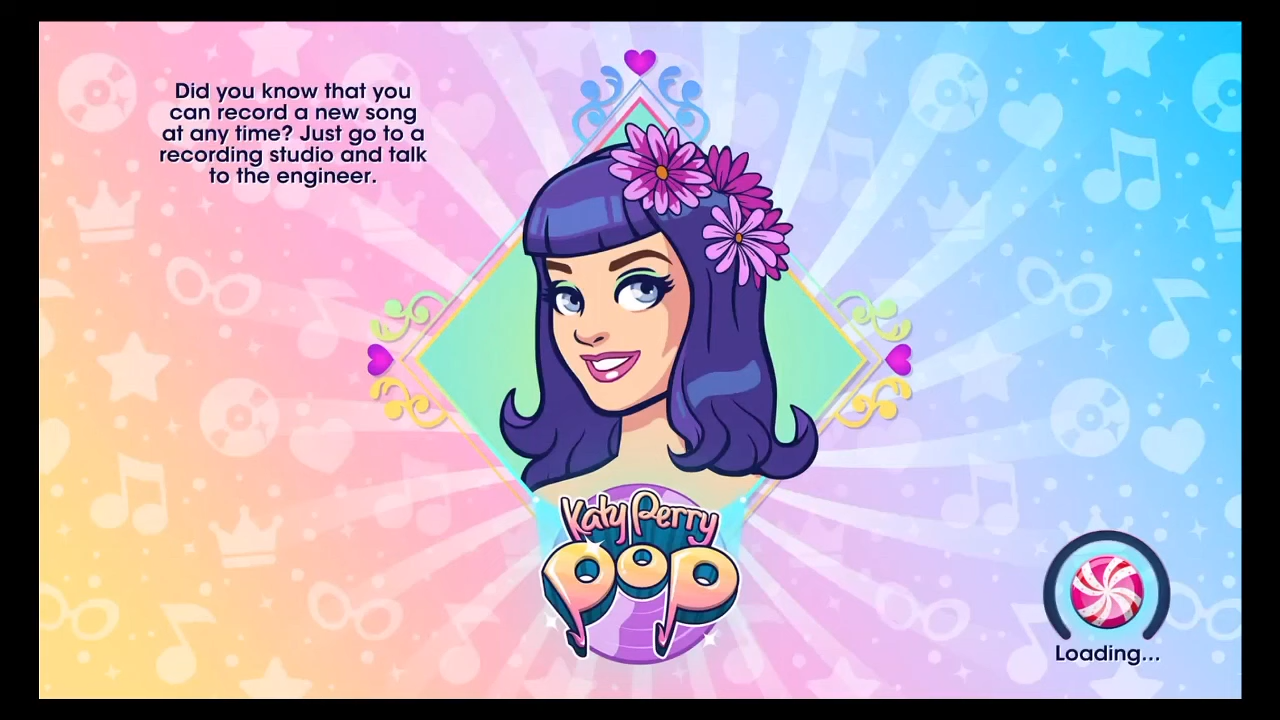 Did you know that you
can record a new song
at any time? Just go to a
recording studio and talk
to the engineer.
Katy Perry
POP
Loading...